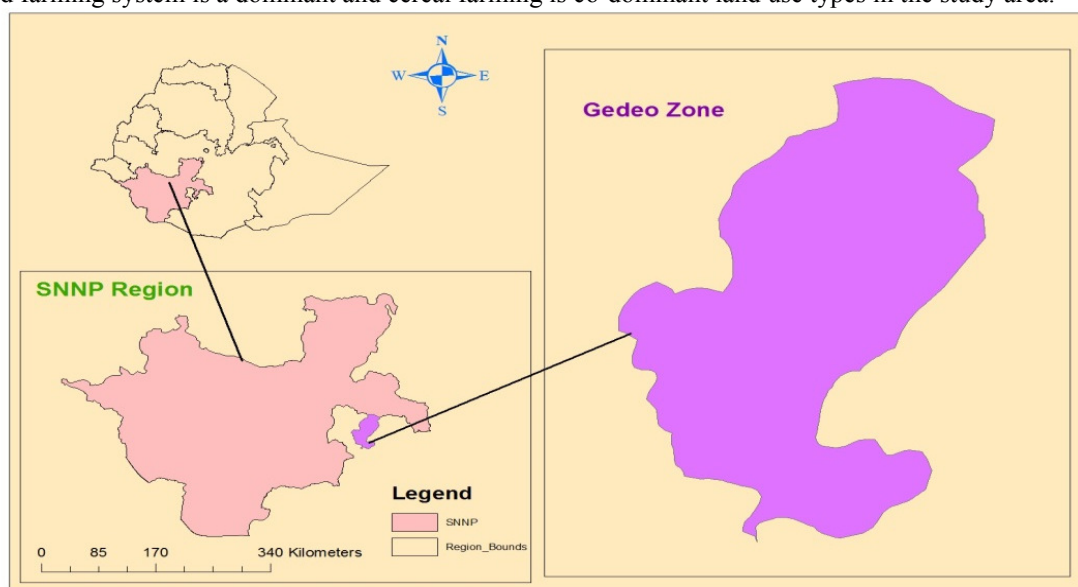 d farming system is a dominant and cereal farming is co-dominant land use types in the study area.
N
W E
S
Gedeo Zone
SNNP Region
Legend
SNNP
Region_Bounds
0 85 170 340 Kilometers